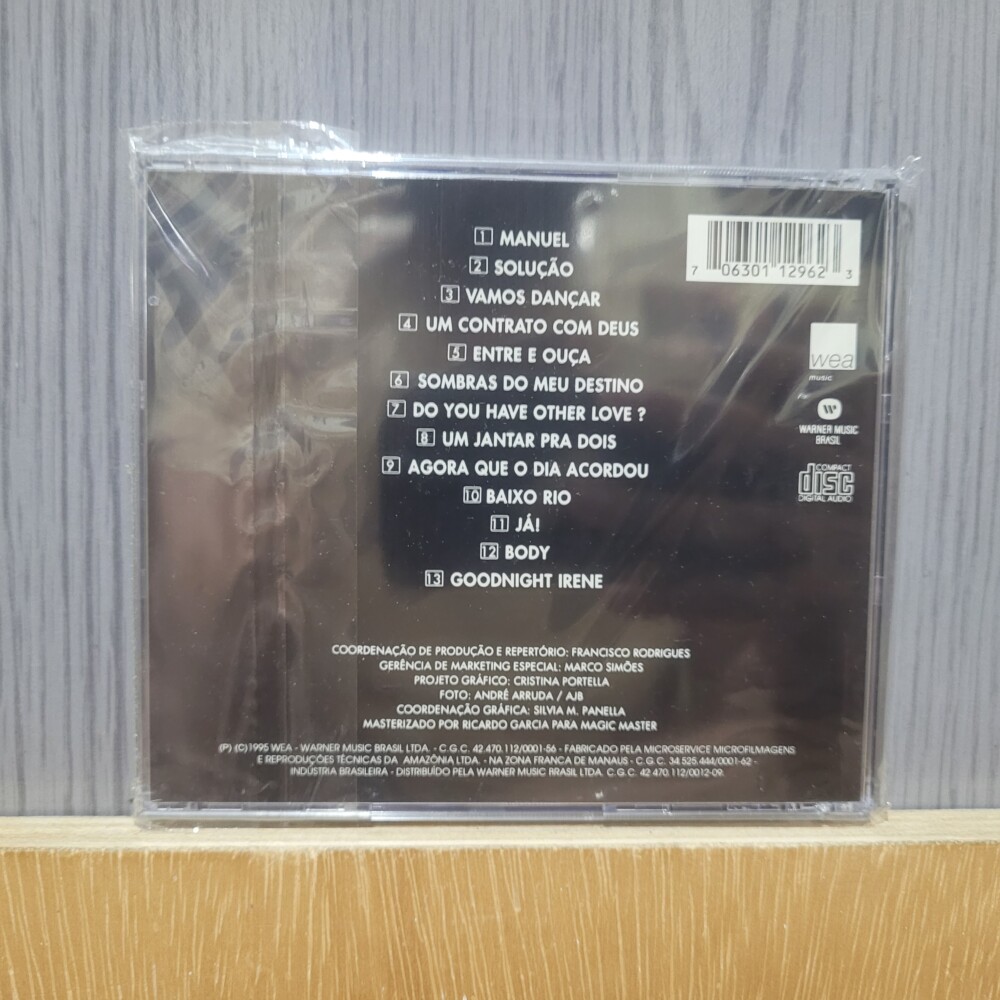 1 MANUEL
2 SOLUÇÃO
3 VAMOS DANÇAR
4 UM CONTRATO COM DEUS
5 ENTRE E OUÇA
6 SOMBRAS DO MEU DESTINO
7 DO YOU HAVE OTHER LOVE ?
8 UM JANTAR PRA DOIS
9 AGORA QUE O DIA ACORDOU
10 BAIXO RIO
11 JÁ!
12 BODY
13 GOODNIGHT IRENE
7 06301 12962 3
wea
music
WARNER MUSIC
BRASIL
COMPACT
disc
DIGITAL AUDIO
COORDENAÇÃO DE PRODUÇÃO E REPERTÓRIO: FRANCISCO RODRIGUES
GERÊNCIA DE MARKETING ESPECIAL: MARCO SIMÕES
PROJETO GRÁFICO: CRISTINA PORTELLA
FOTO: ANDRÉ ARRUDA / AJB
COORDENAÇÃO GRÁFICA: SILVIA M. PANELLA
MASTERIZADO POR RICARDO GARCIA PARA MAGIC MASTER
(P) (C)1995 WEA - WARNER MUSIC BRASIL LTDA. - C.G.C. 42.470.112/0001-56 - FABRICADO PELA MICROSERVICE MICROFILMAGENS
E REPRODUÇÕES TÉCNICAS DA AMAZÔNIA LTDA. - NA ZONA FRANCA DE MANAUS - C.G.C. 34.525.444/0001-62 -
INDÚSTRIA BRASILEIRA - DISTRIBUÍDO PELA WARNER MUSIC BRASIL LTDA. C.G.C. 42 470.112/0012-09.